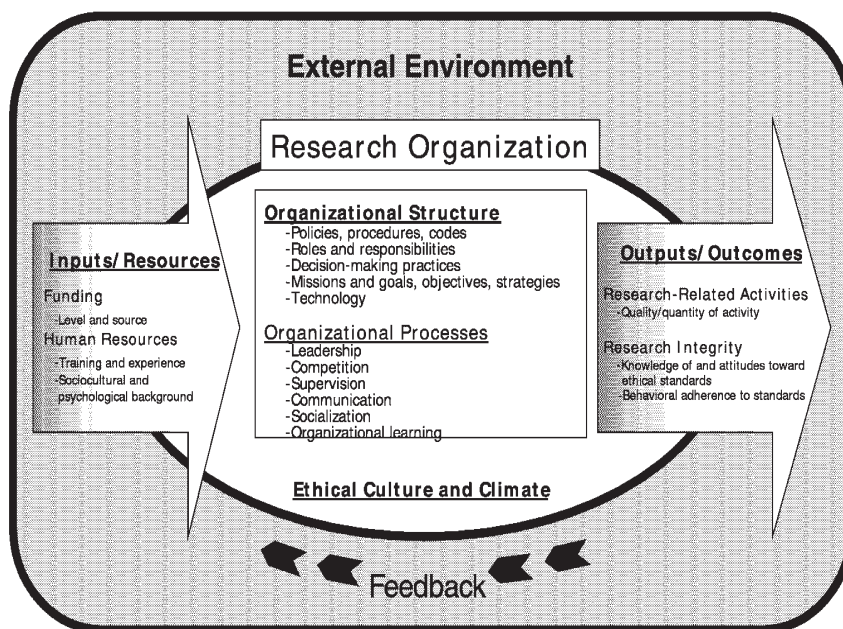 External Environment
Research Organization
Inputs/Resources
Funding
-Level and source
Human Resources
-Training and experience
-Sociocultural and
psychological background
Organizational Structure
-Policies, procedures, codes
-Roles and responsibilities
-Decision-making practices
-Missions and goals, objectives, strategies
-Technology
Organizational Processes
-Leadership
-Competition
-Supervision
-Communication
-Socialization
-Organizational learning
Ethical Culture and Climate
Outputs/Outcomes
Research-Related Activities
-Quality/quantity of activity
Research Integrity
-Knowledge of and attitudes toward
ethical standards
-Behavioral adherence to standards
Feedback